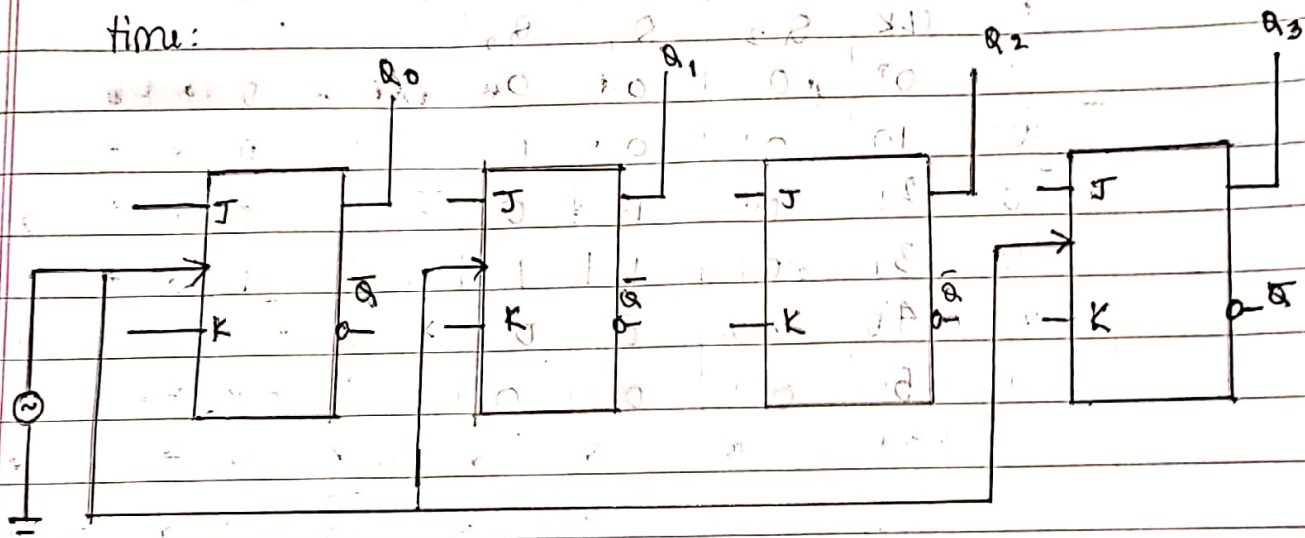 time:
Q0 Q1 Q2 Q3
J J J J
Q̅ Q̅ Q̅ Q̅
K K K K
~